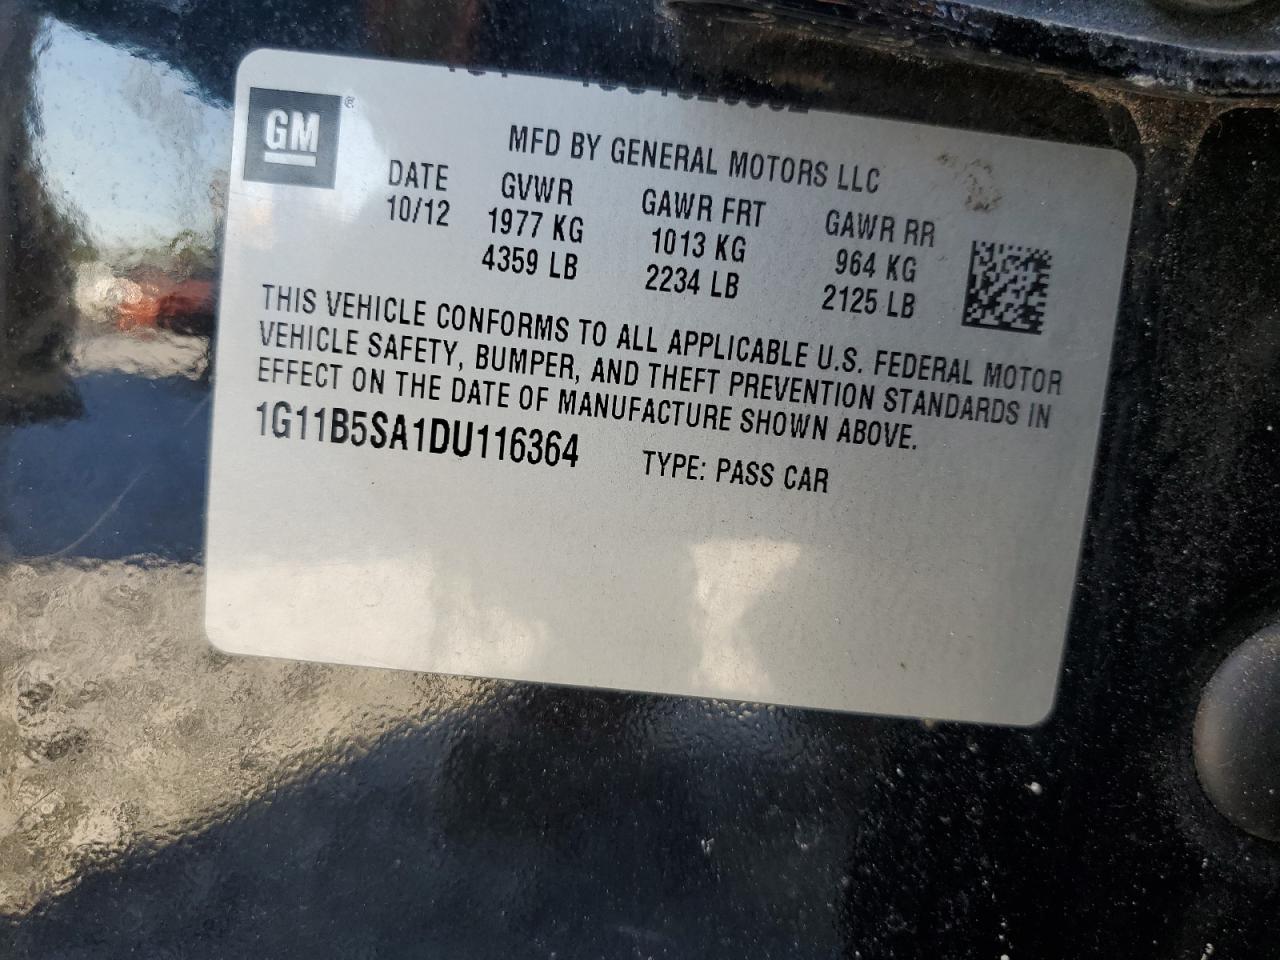 GM ®
MFD BY GENERAL MOTORS LLC
DATE GVWR GAWR FRT GAWR RR
10/12 1977 KG 1013 KG 964 KG
4359 LB 2234 LB 2125 LB
THIS VEHICLE CONFORMS TO ALL APPLICABLE U.S. FEDERAL MOTOR
VEHICLE SAFETY, BUMPER, AND THEFT PREVENTION STANDARDS IN
EFFECT ON THE DATE OF MANUFACTURE SHOWN ABOVE.
1G11B5SA1DU116364 TYPE: PASS CAR